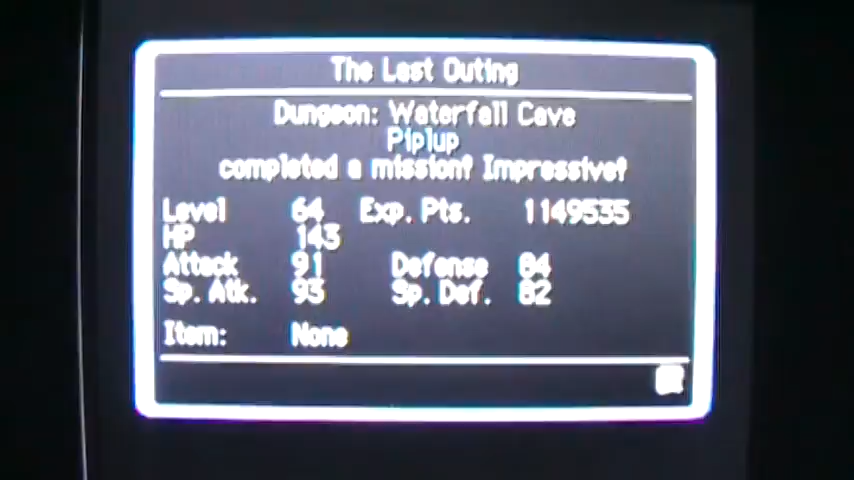 The Last Outing
Dungeon: Waterfall Cave
Piplup
completed a mission! Impressive!
Level 64 Exp. Pts. 1149535
HP 143
Attack 91 Defense 84
Sp. Atk. 93 Sp. Def. 82
Item: None